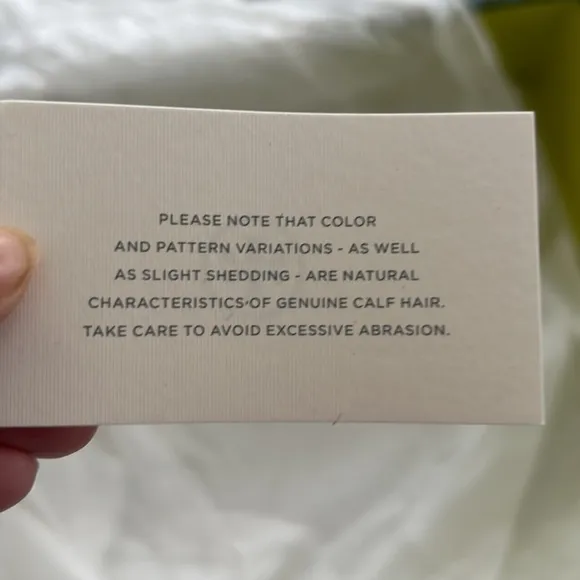 PLEASE NOTE THAT COLOR
AND PATTERN VARIATIONS - AS WELL
AS SLIGHT SHEDDING - ARE NATURAL
CHARACTERISTICS OF GENUINE CALF HAIR.
TAKE CARE TO AVOID EXCESSIVE ABRASION.